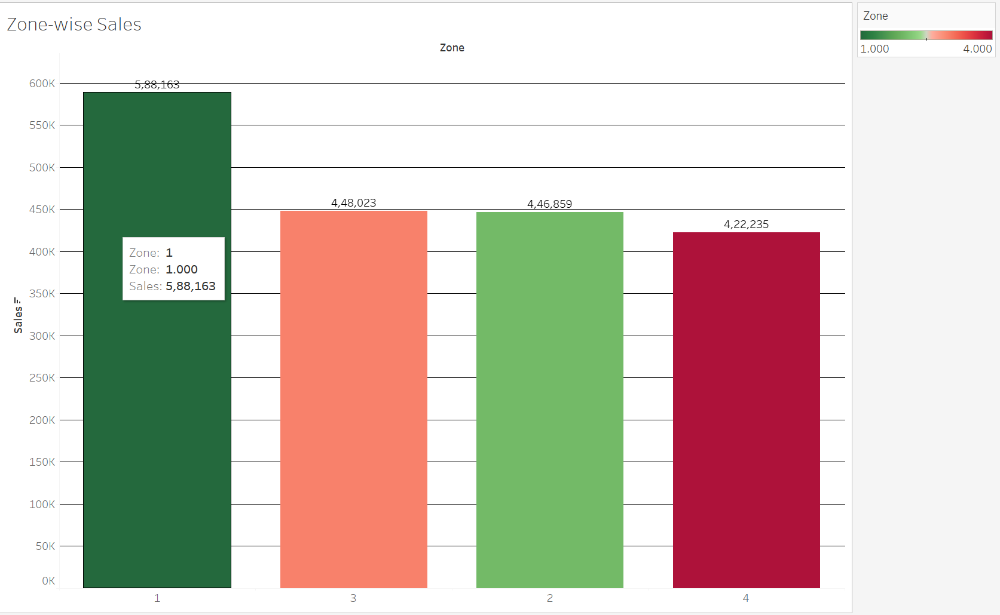 Zone-wise Sales
Zone
Zone
1.000 4.000
600K
550K
500K
450K
400K
350K
300K
250K
200K
150K
100K
50K
0K
Sales
5,88,163
4,48,023
4,46,859
4,22,235
Zone: 1
Zone: 1.000
Sales: 5,88,163
1 3 2 4